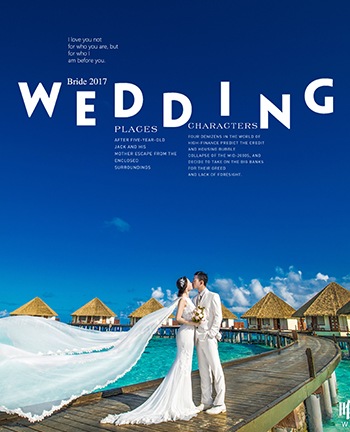 I love you not
for who you are, but
for who I
am before you.
Bride 2017
WEDDING
PLACES
AFTER FIVE-YEAR-OLD
JACK AND HIS
MOTHER ESCAPE FROM THE
ENCLOSED
SURROUNDINGS
CHARACTERS
FOUR DENIZENS IN THE WORLD OF
HIGH-FINANCE PREDICT THE CREDIT
AND HOUSING BUBBLE
COLLAPSE OF THE MID-2000S, AND
DECIDE TO TAKE ON THE BIG BANKS
FOR THEIR GREED
AND LACK OF FORESIGHT.